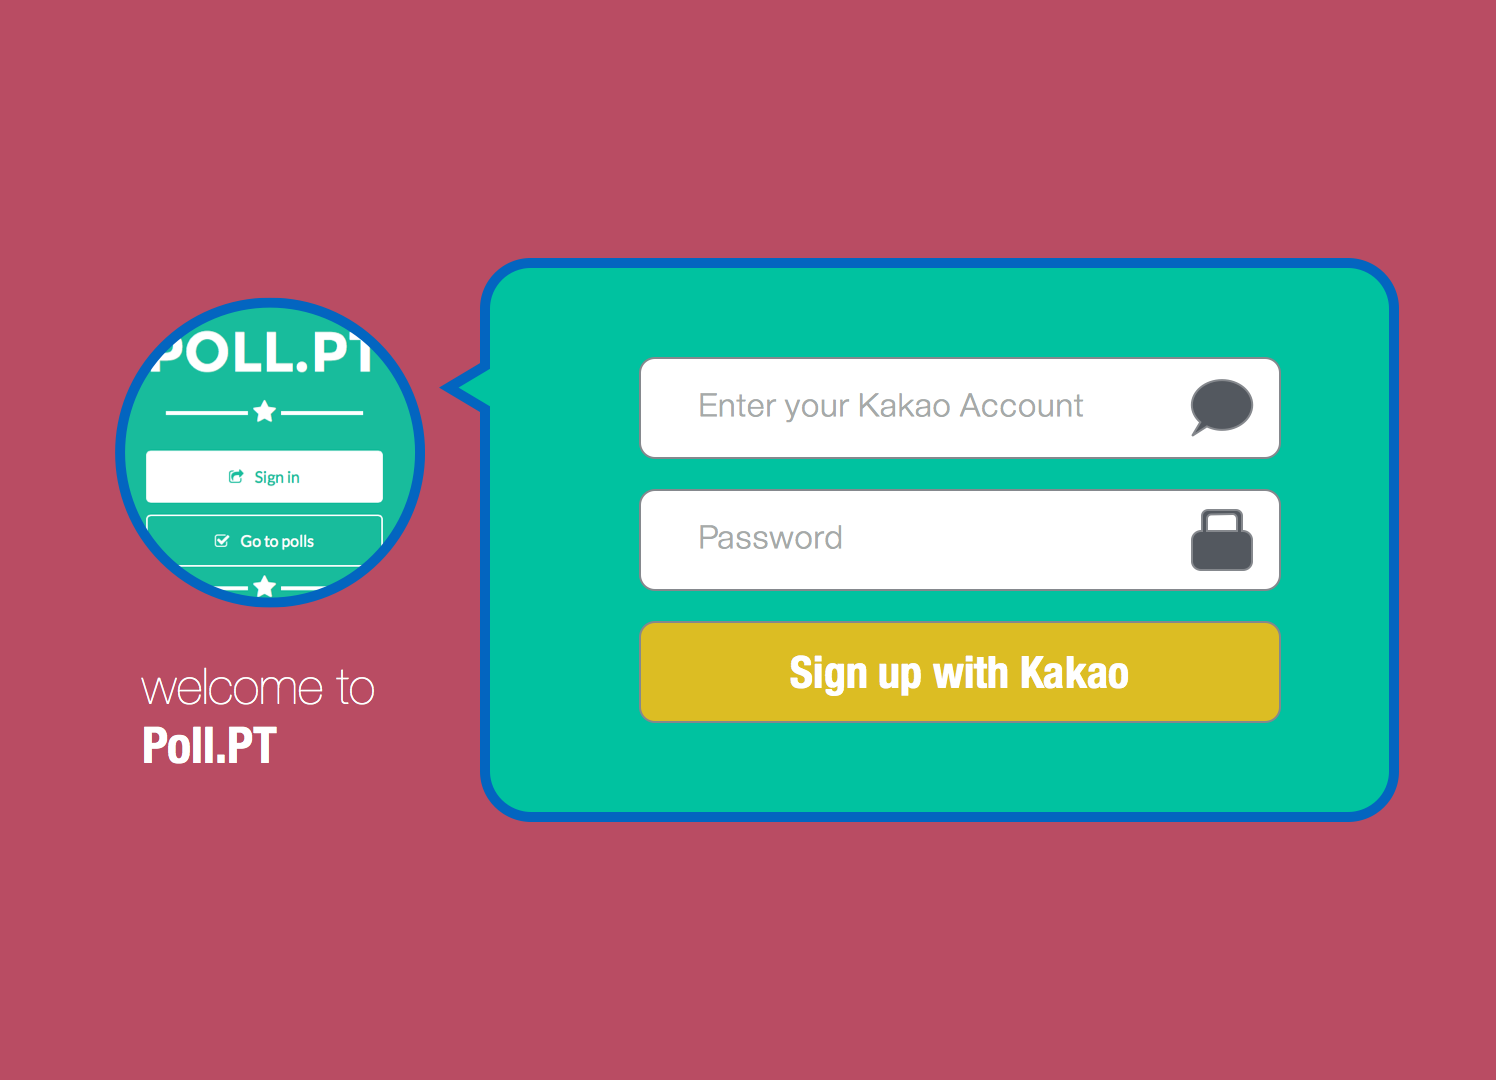 POLL.PT
Sign in
Go to polls
welcome to
Poll.PT
Enter your Kakao Account
Password
Sign up with Kakao